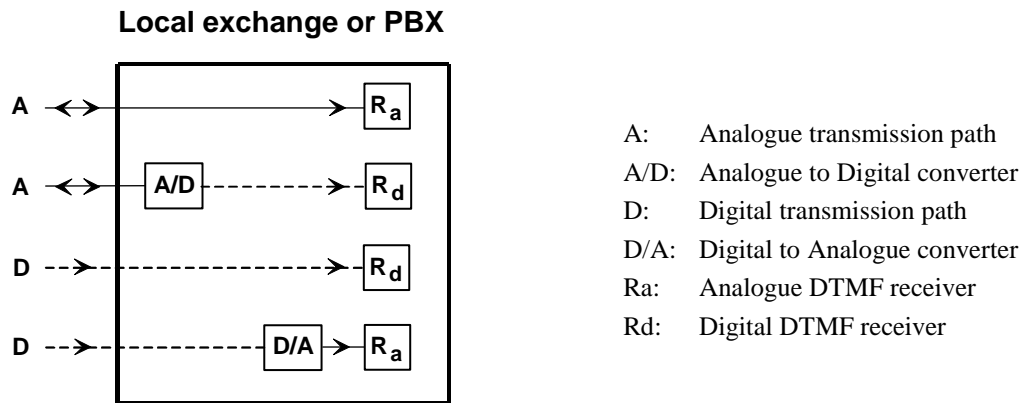 Local exchange or PBX
A Ra
A A/D Rd
D Rd
D D/A Ra
A: Analogue transmission path
A/D: Analogue to Digital converter
D: Digital transmission path
D/A: Digital to Analogue converter
Ra: Analogue DTMF receiver
Rd: Digital DTMF receiver